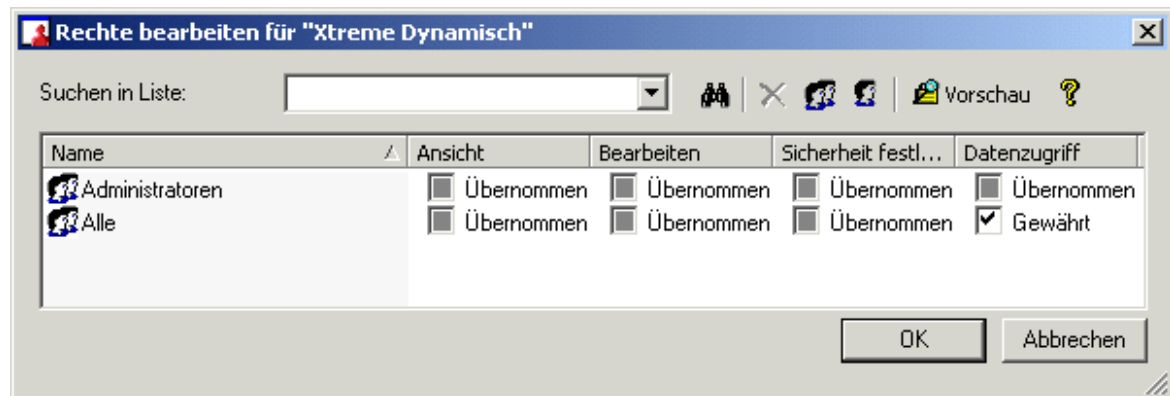 Rechte bearbeiten für "Xtreme Dynamisch"
Suchen in Liste: Vorschau
Name Ansicht Bearbeiten Sicherheit festl... Datenzugriff
Administratoren Übernommen Übernommen Übernommen Übernommen
Alle Übernommen Übernommen Übernommen Gewährt
OK Abbrechen